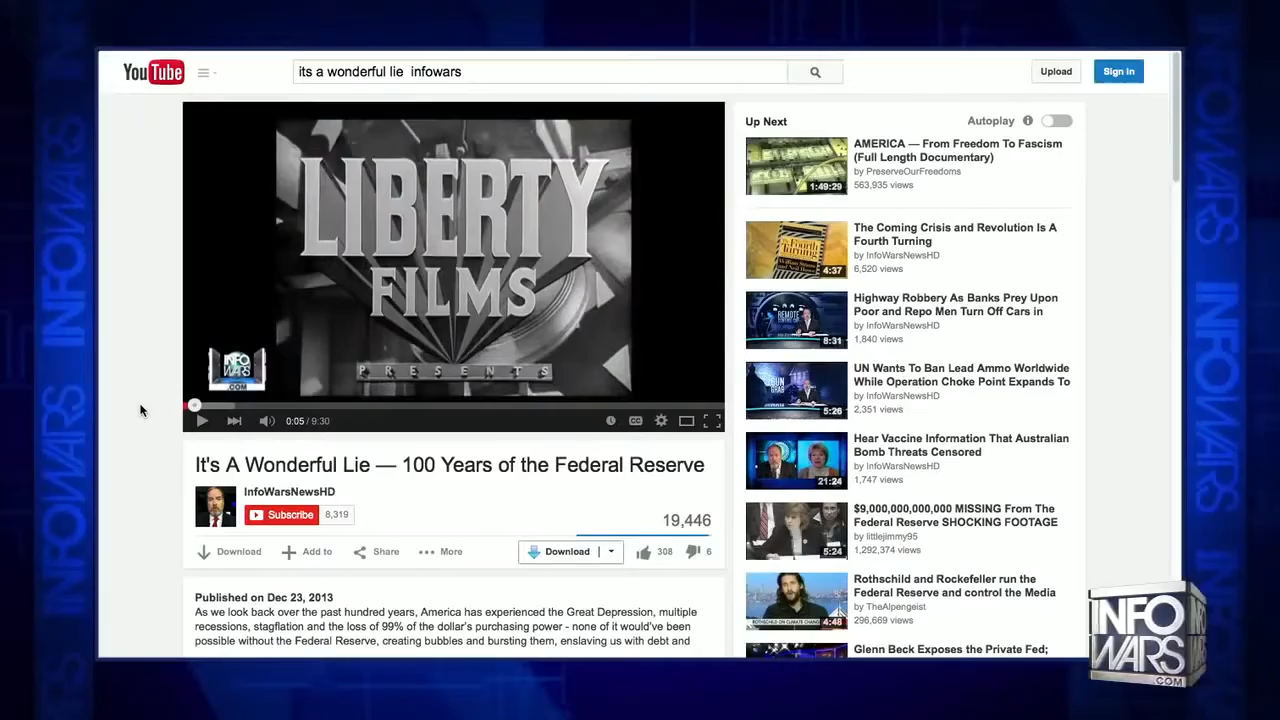 YouTube
its a wonderful lie  infowars
Upload
Sign in
LIBERTY
FILMS
PRESENTS
INFO
WARS
.COM
0:05 / 9:30
CC
It's A Wonderful Lie — 100 Years of the Federal Reserve
InfoWarsNewsHD
Subscribe
8,319
19,446
Download
Add to
Share
More
Download
308
6
Published on Dec 23, 2013
As we look back over the past hundred years, America has experienced the Great Depression, multiple
recessions, stagflation and the loss of 99% of the dollar's purchasing power - none of it would've been
possible without the Federal Reserve, creating bubbles and bursting them, enslaving us with debt and
Up Next
Autoplay
AMERICA — From Freedom To Fascism
(Full Length Documentary)
by PreserveOurFreedoms
563,935 views
1:49:29
The Coming Crisis and Revolution Is A
Fourth Turning
by InfoWarsNewsHD
6,520 views
Fourth
Turning
4:37
Highway Robbery As Banks Prey Upon
Poor and Repo Men Turn Off Cars in
by InfoWarsNewsHD
1,840 views
REMOTE
8:31
UN Wants To Ban Lead Ammo Worldwide
While Operation Choke Point Expands To
by InfoWarsNewsHD
2,351 views
5:26
Hear Vaccine Information That Australian
Bomb Threats Censored
by InfoWarsNewsHD
1,747 views
21:24
$9,000,000,000,000 MISSING From The
Federal Reserve SHOCKING FOOTAGE
by littlejimmy95
1,292,374 views
5:24
Rothschild and Rockefeller run the
Federal Reserve and control the Media
by TheAlpengeist
296,669 views
ROTHSCHILD ON CLIMATE CHANGE
4:48
Glenn Beck Exposes the Private Fed;
INFO
WARS
.COM
INFOWARS
INFOWARS
INFOWARS
INFOWARS